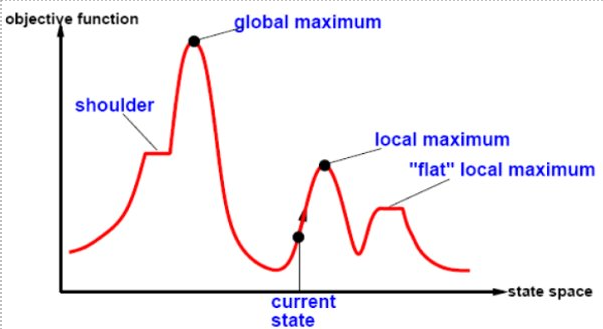 objective function
global maximum
shoulder
local maximum
"flat" local maximum
state space
current
state